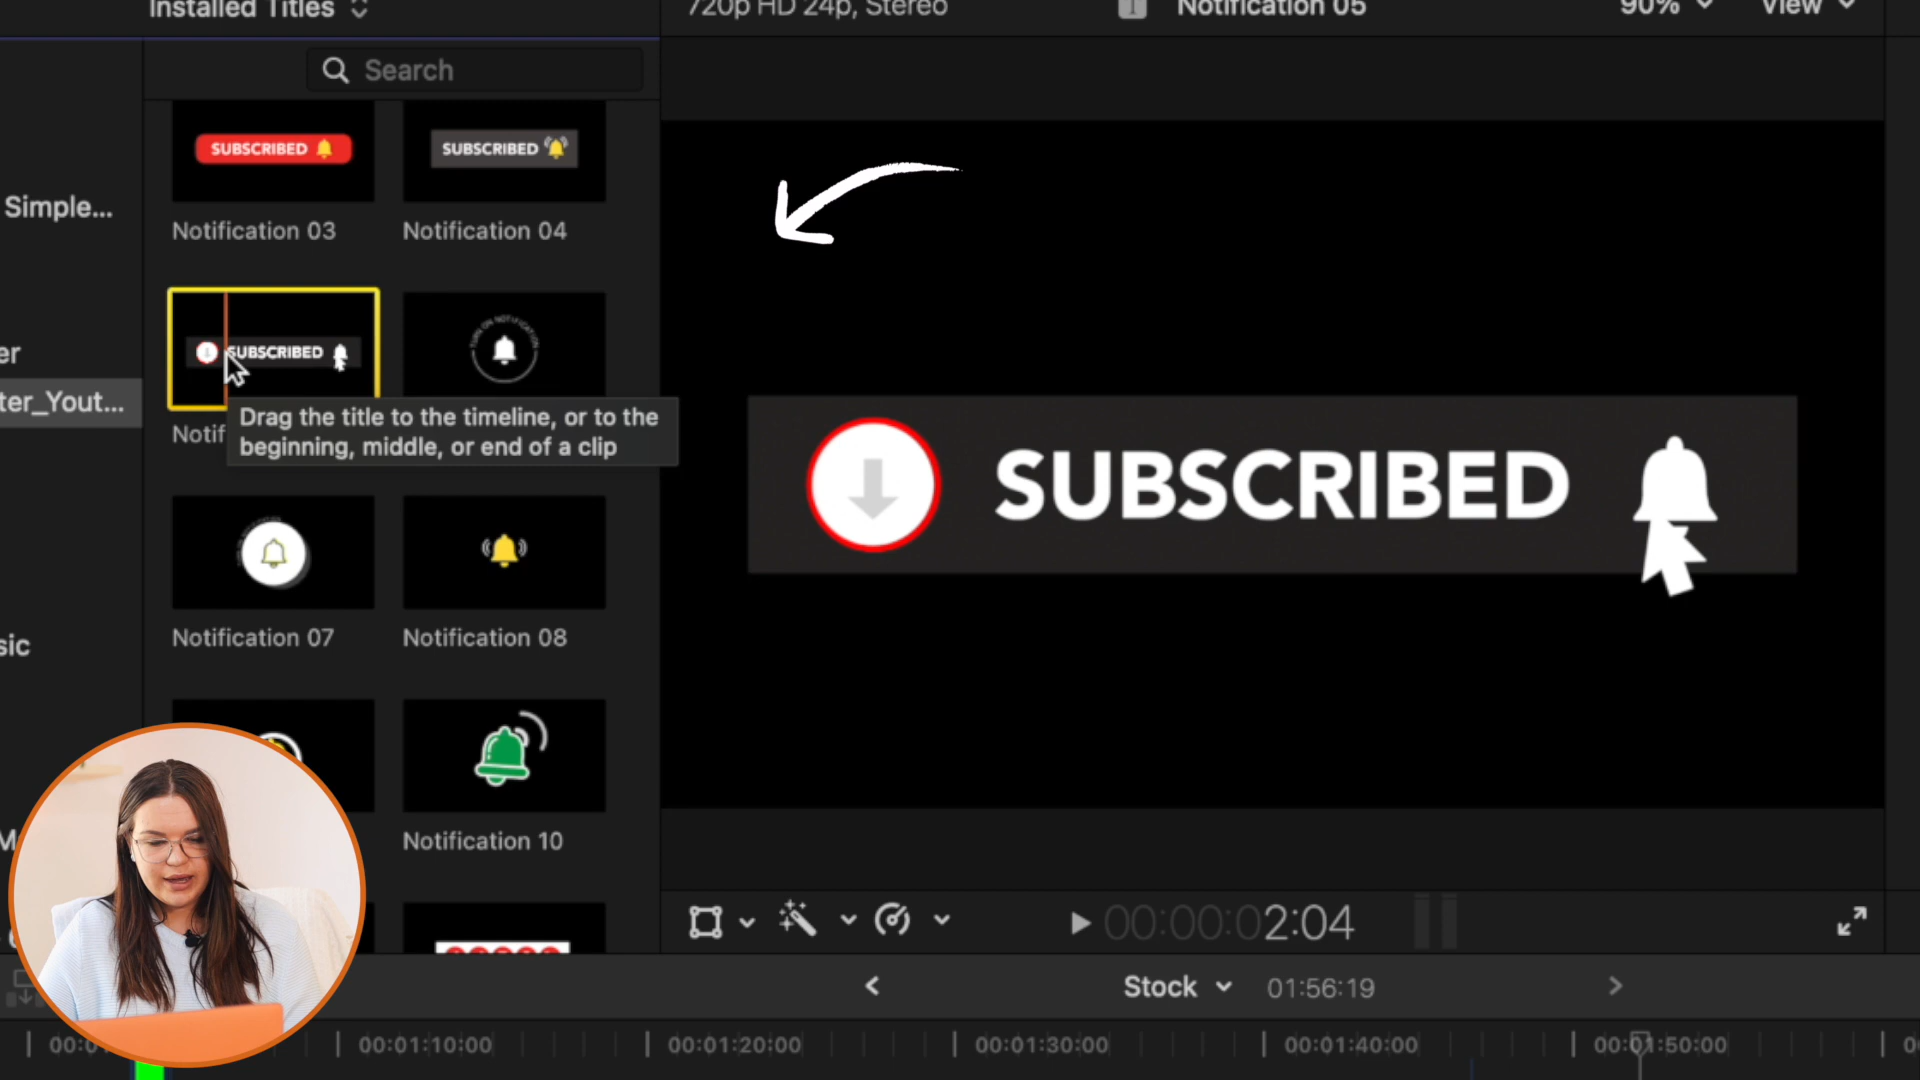 Installed Titles
720p HD 24p, Stereo
Notification 05
90%
View
Search
SUBSCRIBED
SUBSCRIBED
Simple...
Notification 03
Notification 04
TURN ON NOTIFICATION
er
SUBSCRIBED
ter_Yout...
Notif
Drag the title to the timeline, or to the
beginning, middle, or end of a clip
SUBSCRIBED
Notification 07
Notification 08
sic
Notification 10
00:00:02:04
Stock
01:56:19
00:01:10:00
00:01:20:00
00:01:30:00
00:01:40:00
00:01:50:00